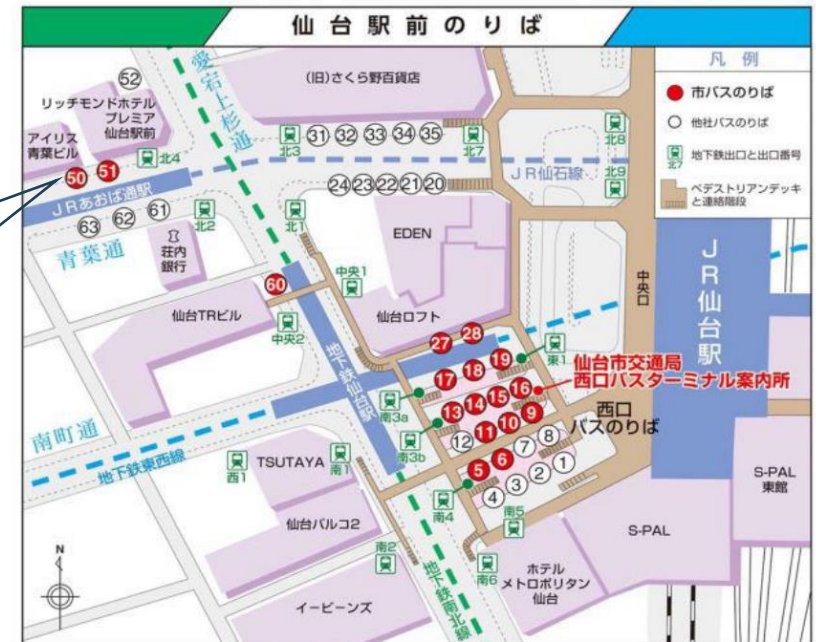 仙台駅前のりば
凡例
市バスのりば
他社バスのりば
北7
地下鉄出口と出口番号
ペデストリアンデッキ
と連絡階段
愛宕上杉通
(旧)さくら野百貨店
52
リッチモンドホテル
プレミア
仙台駅前
アイリス
青葉ビル
50
51
北4
北3
31
32
33
34
35
北7
北8
JR仙石線
北9
24
23
22
21
20
JRあおば通駅
63
62
61
北2
北1
青葉通
荘内
銀行
EDEN
中央1
60
仙台TRビル
中央2
仙台ロフト
中央口
JR仙台駅
地下鉄仙台駅
27
28
東1
17
18
19
仙台市交通局
西口バスターミナル案内所
南3a
13
14
15
16
西口
バスのりば
南3b
12
11
10
9
南町通
地下鉄東西線
西1
TSUTAYA
南1
5
6
7
8
南4
4
3
2
1
南5
S-PAL
東館
S-PAL
仙台パルコ2
南2
南6
ホテル
メトロポリタン
仙台
地下鉄南北線
イービーンズ
N